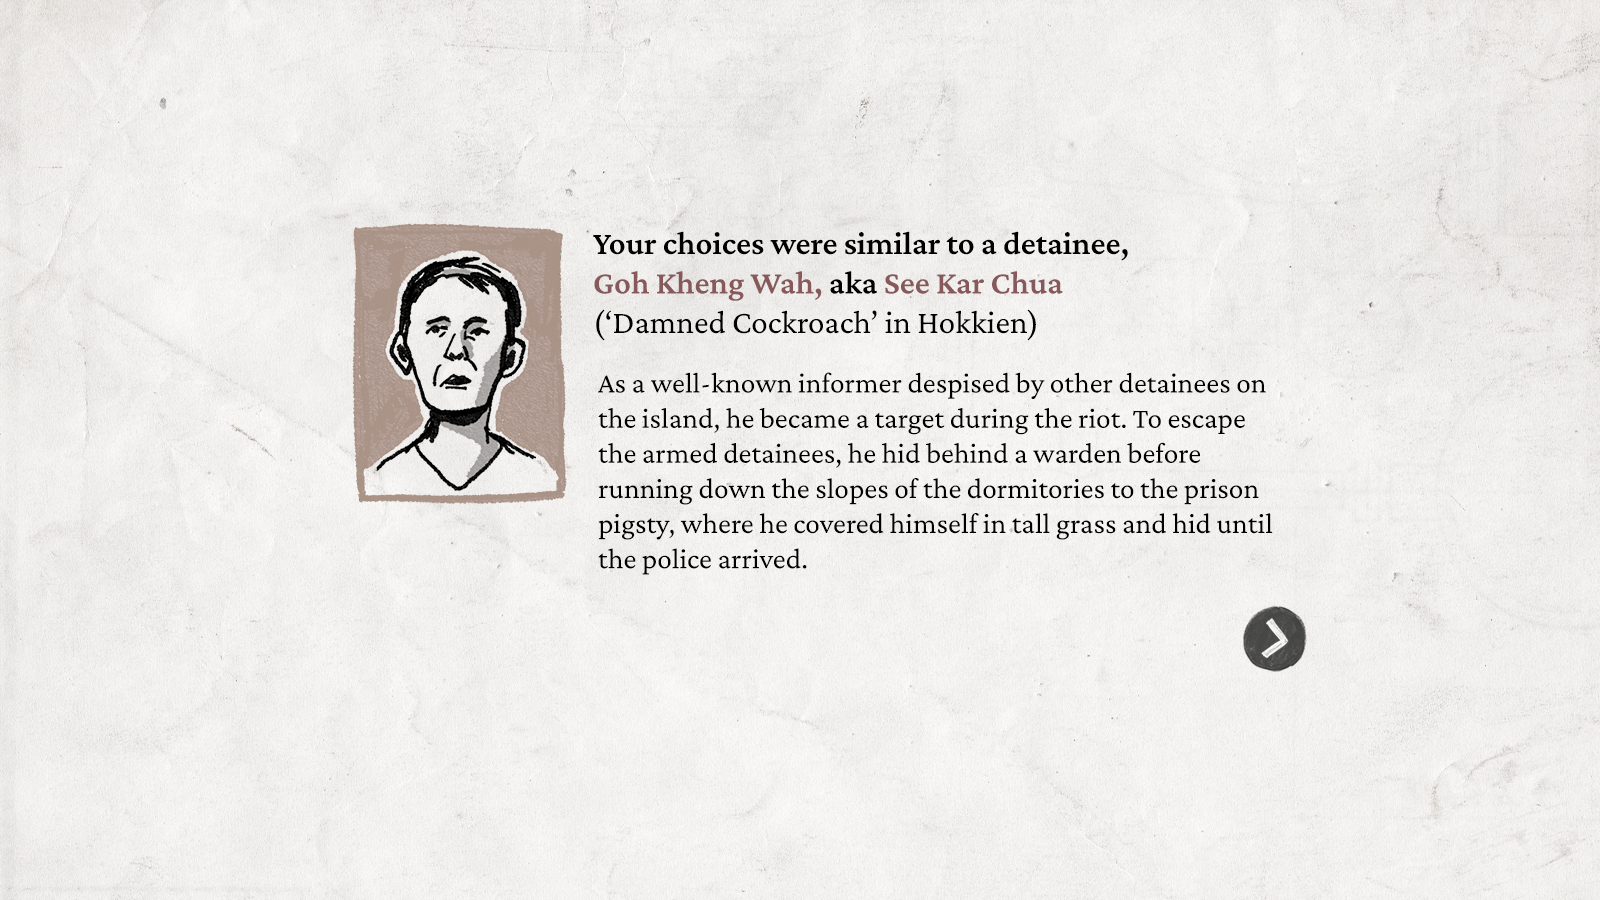 Your choices were similar to a detainee,
Goh Kheng Wah, aka See Kar Chua
(‘Damned Cockroach’ in Hokkien)
As a well-known informer despised by other detainees on
the island, he became a target during the riot. To escape
the armed detainees, he hid behind a warden before
running down the slopes of the dormitories to the prison
pigsty, where he covered himself in tall grass and hid until
the police arrived.